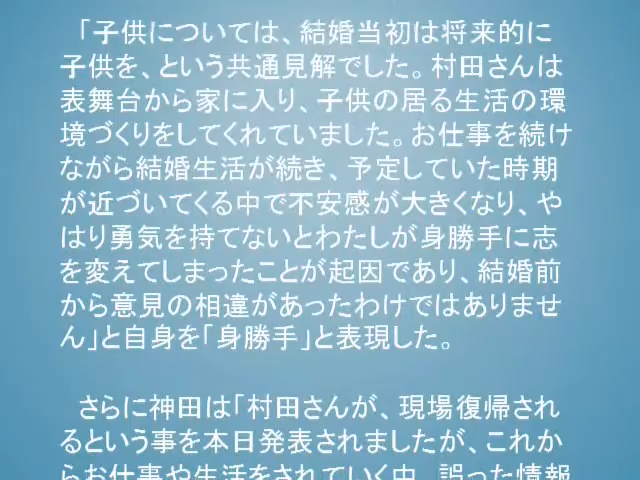 「子供については、結婚当初は将来的に
子供を、という共通見解でした。村田さんは
表舞台から家に入り、子供の居る生活の環
境づくりをしてくれていました。お仕事を続け
ながら結婚生活が続き、予定していた時期
が近づいてくる中で不安感が大きくなり、や
はり勇気を持てないとわたしが身勝手に志
を変えてしまったことが起因であり、結婚前
から意見の相違があったわけではありませ
ん」と自身を「身勝手」と表現した。
さらに神田は「村田さんが、現場復帰され
るという事を本日発表されましたが、これか
らお仕事や生活をされていく中、誤った情報